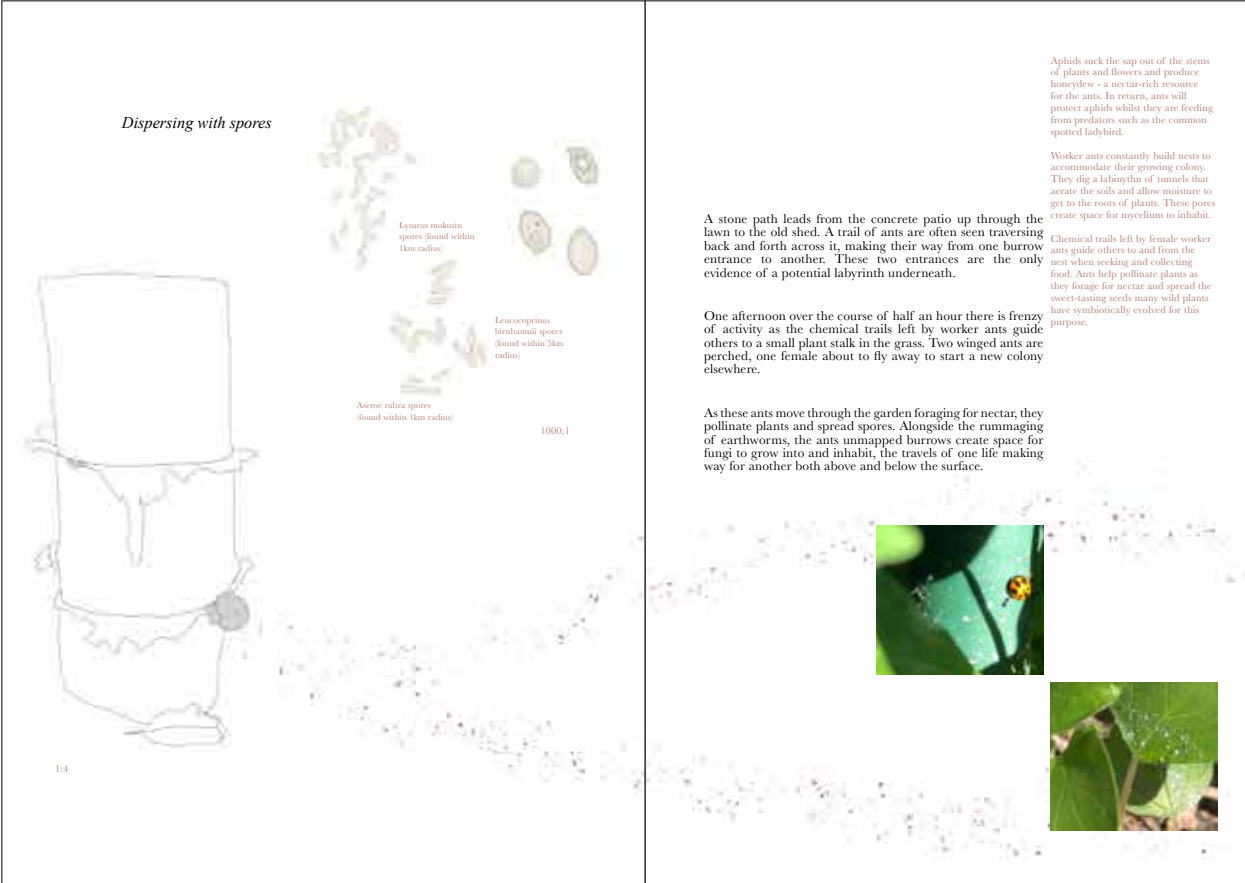 Dispersing with spores
Lysurus mokusin
spores (found within
1km radius)
Leucocoprinus
birnbaumii spores
(found within 5km
radius)
Aseroe rubra spores
(found within 1km radius)
1000:1
1:4
A stone path leads from the concrete patio up through the
lawn to the old shed. A trail of ants are often seen traversing
back and forth across it, making their way from one burrow
entrance to another. These two entrances are the only
evidence of a potential labyrinth underneath.
One afternoon over the course of half an hour there is frenzy
of activity as the chemical trails left by worker ants guide
others to a small plant stalk in the grass. Two winged ants are
perched, one female about to fly away to start a new colony
elsewhere.
As these ants move through the garden foraging for nectar, they
pollinate plants and spread spores. Alongside the rummaging
of earthworms, the ants unmapped burrows create space for
fungi to grow into and inhabit, the travels of one life making
way for another both above and below the surface.
Aphids suck the sap out of the stems
of plants and flowers and produce
honeydew - a nectar-rich resource
for the ants. In return, ants will
protect aphids whilst they are feeding
from predators such as the common
spotted ladybird.
Worker ants constantly build nests to
accommodate their growing colony.
They dig a labinythn of tunnels that
aerate the soils and allow moisture to
get to the roots of plants. These pores
create space for mycelium to inhabit.
Chemical trails left by female worker
ants guide others to and from the
nest when seeking and collecting
food. Ants help pollinate plants as
they forage for nectar and spread the
sweet-tasting seeds many wild plants
have symbiotically evolved for this
purpose.